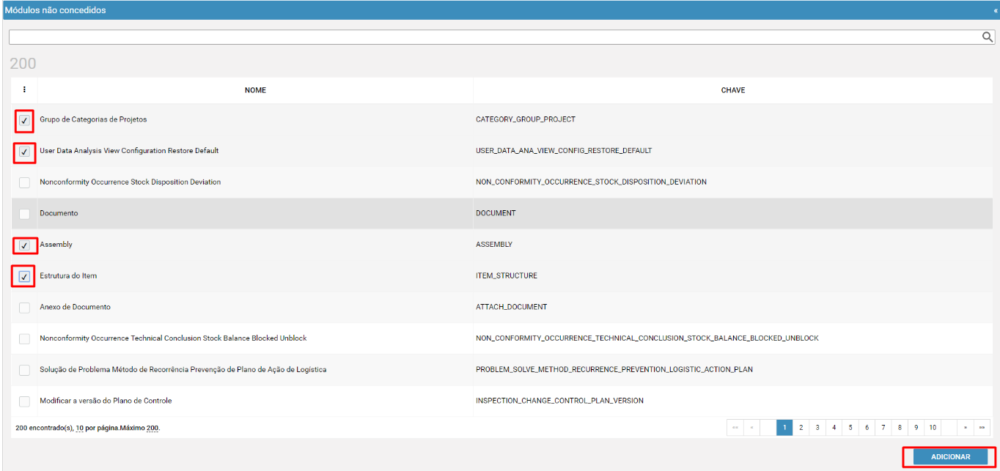 Módulos não concedidos «
200
NOME CHAVE
Grupo de Categorias de Projetos CATEGORY_GROUP_PROJECT
User Data Analysis View Configuration Restore Default USER_DATA_ANA_VIEW_CONFIG_RESTORE_DEFAULT
Nonconformity Occurrence Stock Disposition Deviation NON_CONFORMITY_OCCURRENCE_STOCK_DISPOSITION_DEVIATION
Documento DOCUMENT
Assembly ASSEMBLY
Estrutura do Item ITEM_STRUCTURE
Anexo de Documento ATTACH_DOCUMENT
Nonconformity Occurrence Technical Conclusion Stock Balance Blocked Unblock NON_CONFORMITY_OCCURRENCE_TECHNICAL_CONCLUSION_STOCK_BALANCE_BLOCKED_UNBLOCK
Solução de Problema Método de Recorrência Prevenção de Plano de Ação de Logística PROBLEM_SOLVE_METHOD_RECURRENCE_PREVENTION_LOGISTIC_ACTION_PLAN
Modificar a versão do Plano de Controle INSPECTION_CHANGE_CONTROL_PLAN_VERSION
200 encontrado(s), 10 por página.Máximo 200. «« « 1 2 3 4 5 6 7 8 9 10 » »»
ADICIONAR